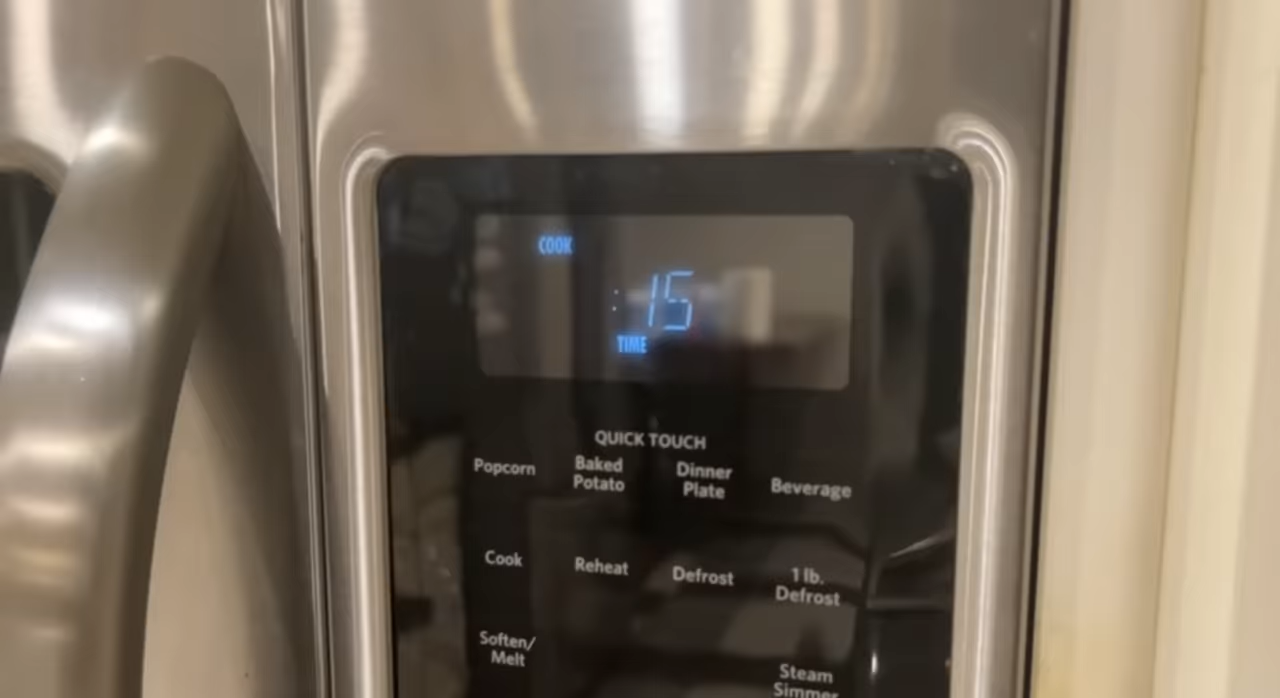 COOK
:15
TIME
QUICK TOUCH
Popcorn
Baked
Potato
Dinner
Plate
Beverage
Cook
Reheat
Defrost
1 lb.
Defrost
Soften/
Melt
Steam
Simmer